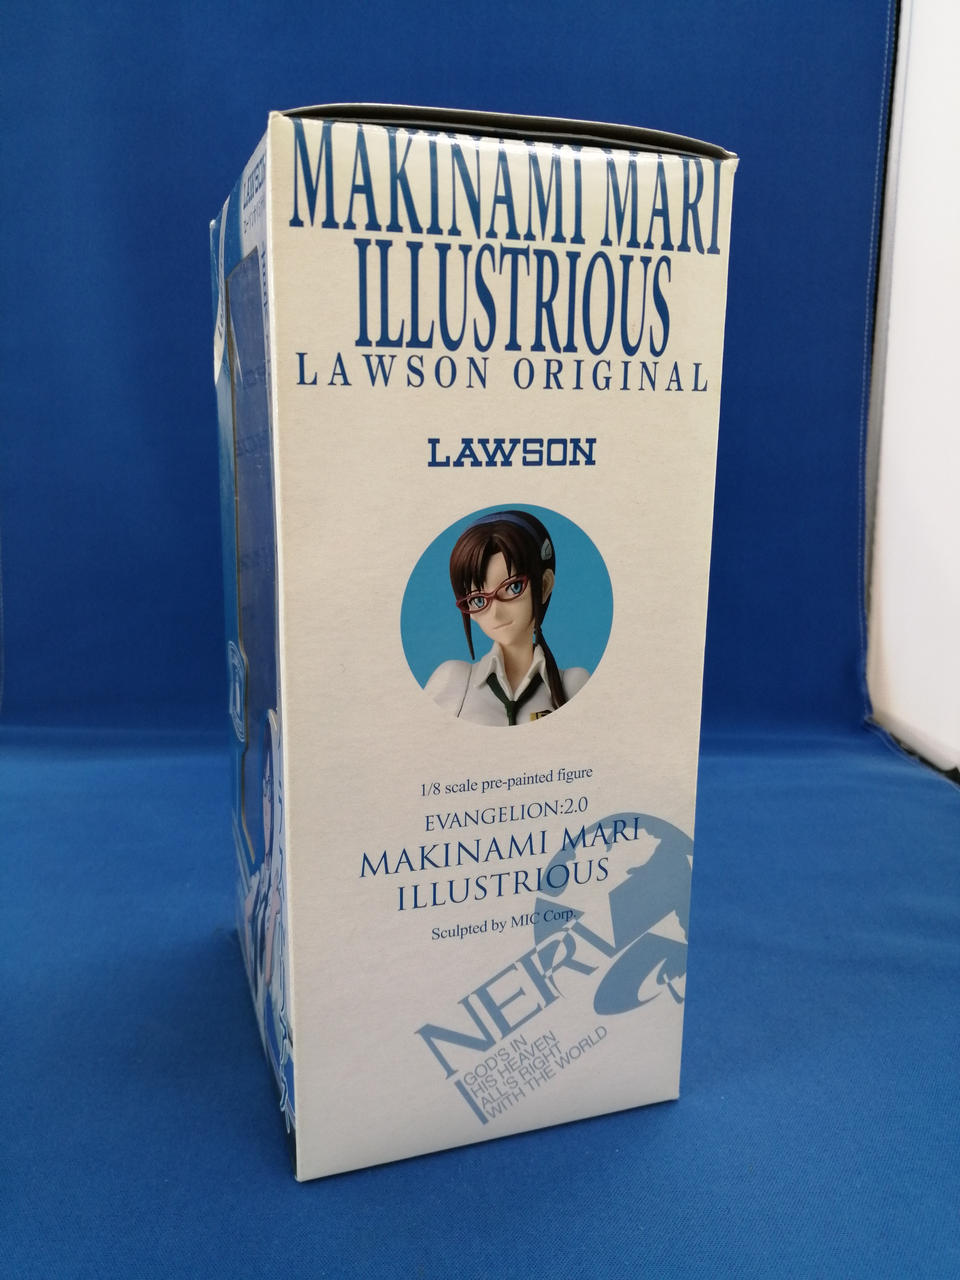 MAKINAMI MARI
ILLUSTRIOUS
LAWSON ORIGINAL
LAWSON
1/8 scale pre-painted figure
EVANGELION:2.0
MAKINAMI MARI
ILLUSTRIOUS
Sculpted by MIC Corp.
NERV
GOD'S IN
HIS HEAVEN
ALL'S RIGHT
WITH THE WORLD
LAWSON